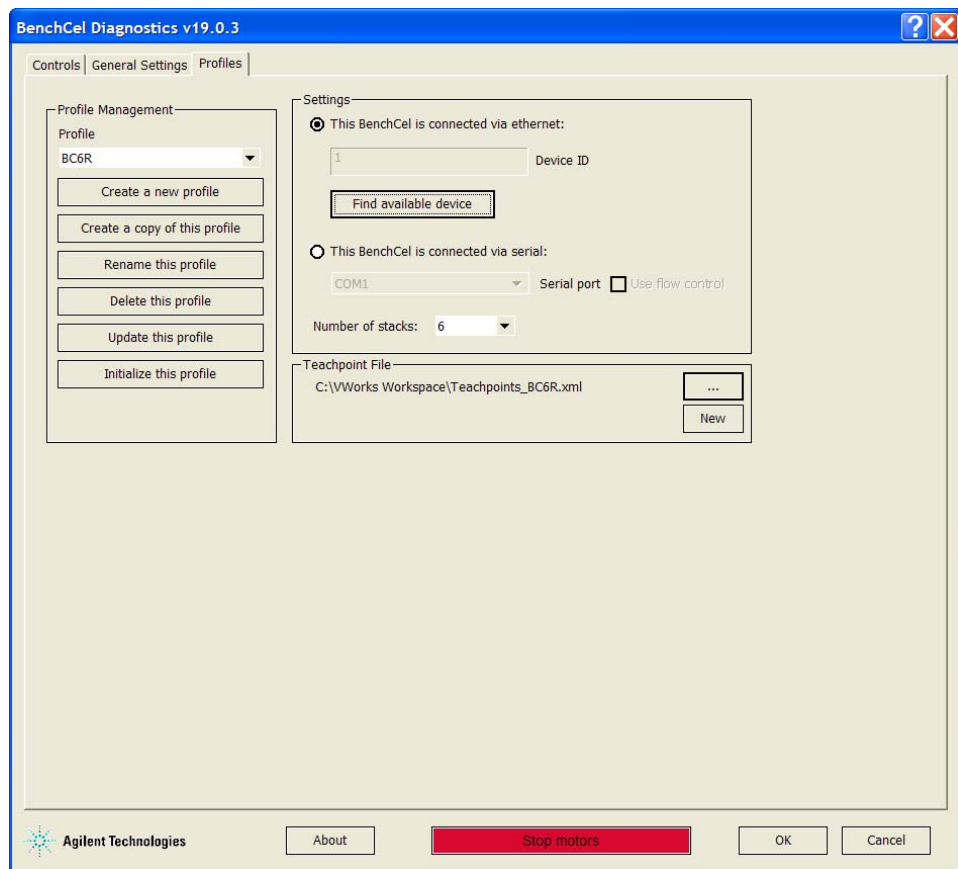 BenchCel Diagnostics v19.0.3
?
Controls General Settings Profiles
Profile Management
Profile
BC6R
Create a new profile
Create a copy of this profile
Rename this profile
Delete this profile
Update this profile
Initialize this profile
Settings
This BenchCel is connected via ethernet:
1 Device ID
Find available device
This BenchCel is connected via serial:
COM1 Serial port Use flow control
Number of stacks: 6
Teachpoint File
C:\VWorks Workspace\Teachpoints_BC6R.xml ...
New
Agilent Technologies About Stop motors OK Cancel